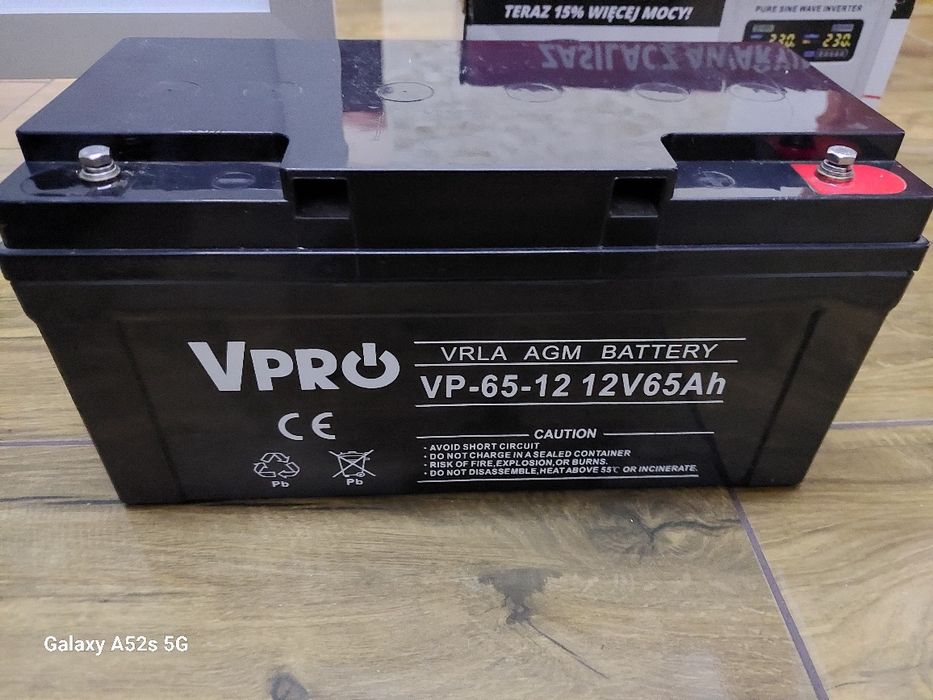 TERAZ 15% WIĘCEJ MOCY!
PURE SINE WAVE INVERTER
230.
230.
ZASILACZ AWARYJ
VPRO
VRLA AGM BATTERY
VP-65-12 12V65Ah
CE
CAUTION
· AVOID SHORT CIRCUIT
· DO NOT CHARGE IN A SEALED CONTAINER
· RISK OF FIRE,EXPLOSION,OR BURNS.
· DO NOT DISASSEMBLE,HEAT ABOVE 55℃ OR INCINERATE.
Pb
Pb
Galaxy A52s 5G